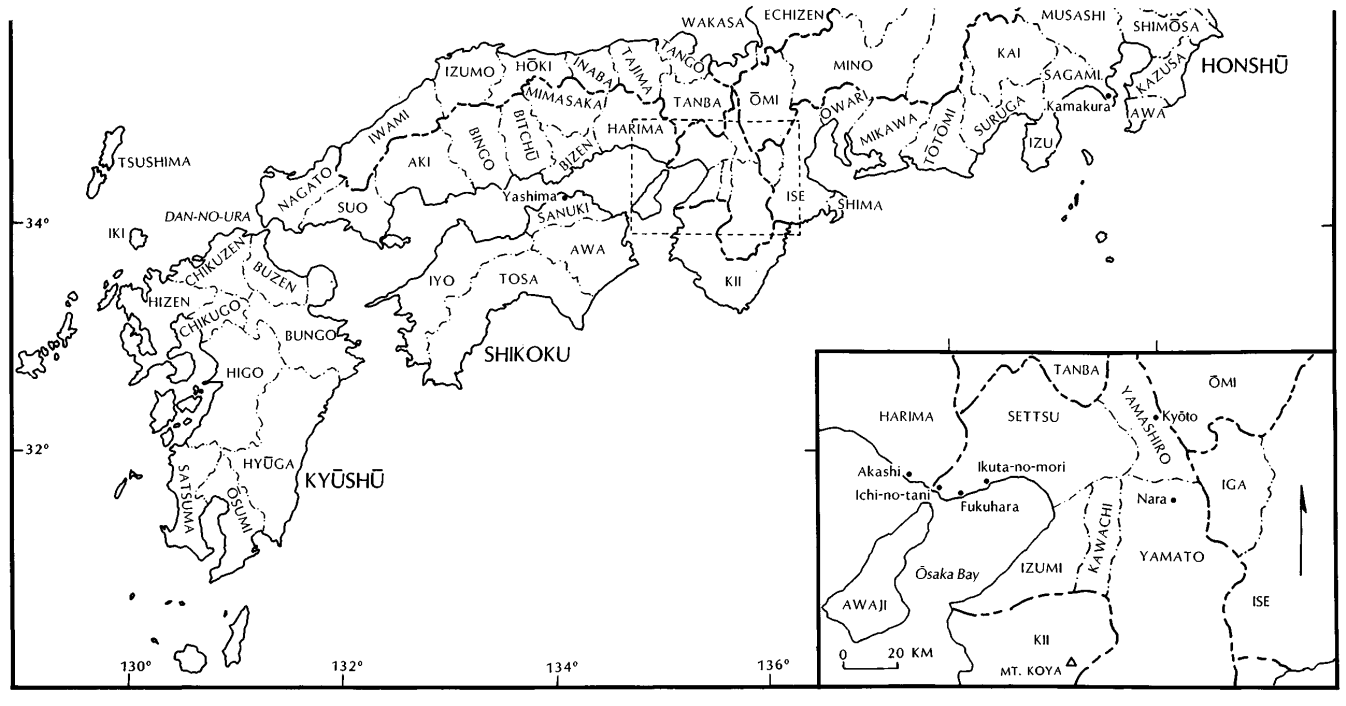 WAKASA
ECHIZEN
MUSASHI
SHIMŌSA
IZUMO
HŌKI
INABA
TAJIMA
TANGO
MINO
KAI
SAGAMI
KAZUSA
HONSHŪ
IWAMI
MIMASAKA
TANBA
ŌMI
OWARI
Kamakura
AWA
TSUSHIMA
AKI
BINGO
BITCHŪ
BIZEN
HARIMA
MIKAWA
TŌTŌMI
SURUGA
IZU
NAGATO
SUO
Yashima
SANUKI
ISE
SHIMA
DAN-NO-URA
34°
IKI
CHIKUZEN
BUZEN
AWA
IYO
TOSA
KII
HIZEN
CHIKUGO
BUNGO
SHIKOKU
HIGO
32°
SATSUMA
ŌSUMI
HYŪGA
KYŪSHŪ
130°
132°
134°
136°
TANBA
ŌMI
HARIMA
SETTSU
YAMASHIRO
Kyōto
Akashi
Ikuta-no-mori
Ichi-no-tani
Fukuhara
Nara
IGA
KAWACHI
YAMATO
Ōsaka Bay
IZUMI
AWAJI
ISE
KII
0 20 KM
MT. KOYA